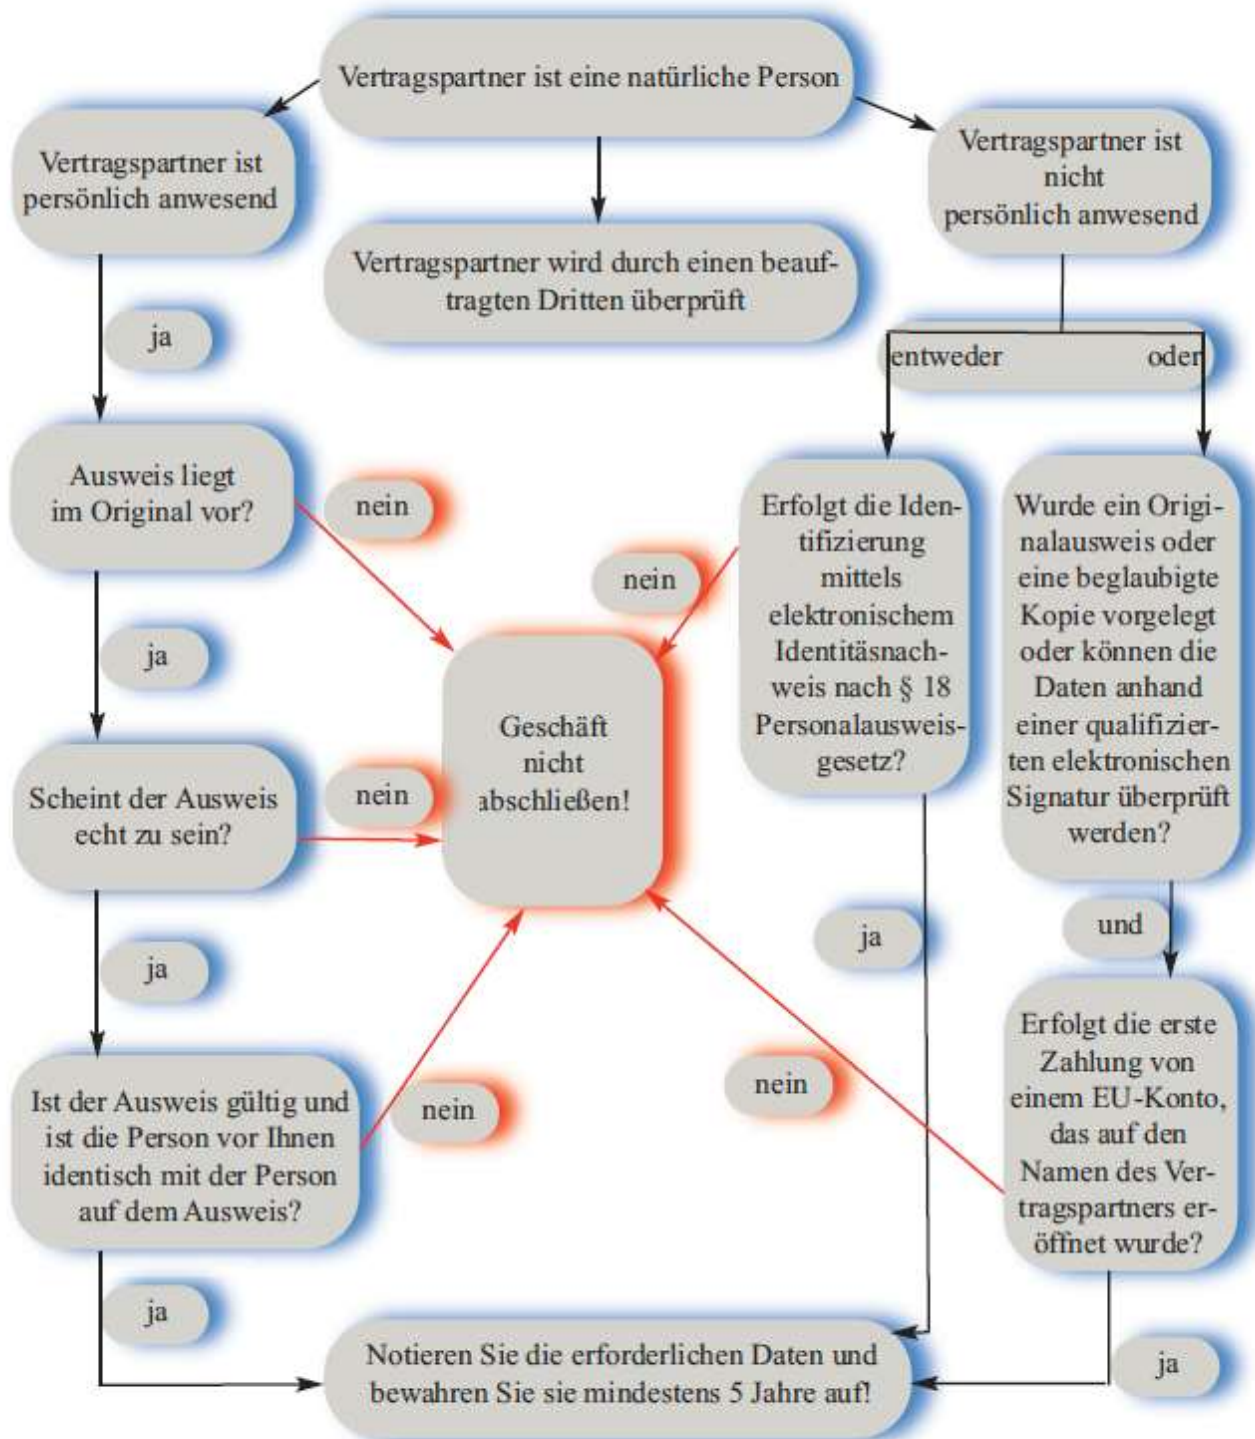 Vertragspartner ist eine natürliche Person
Vertragspartner ist
persönlich anwesend
Vertragspartner ist
nicht
persönlich anwesend
Vertragspartner wird durch einen beauf-
tragten Dritten überprüft
ja
entweder
oder
Ausweis liegt
im Original vor?
nein
nein
Erfolgt die Iden-
tifizierung
mittels
elektronischem
Identitäsnach-
weis nach § 18
Personalausweis-
gesetz?
Wurde ein Origi-
nalausweis oder
eine beglaubigte
Kopie vorgelegt
oder können die
Daten anhand
einer qualifizier-
ten elektronischen
Signatur überprüft
werden?
ja
Geschäft
nicht
abschließen!
Scheint der Ausweis
echt zu sein?
nein
ja
ja
und
Ist der Ausweis gültig und
ist die Person vor Ihnen
identisch mit der Person
auf dem Ausweis?
nein
nein
Erfolgt die erste
Zahlung von
einem EU-Konto,
das auf den
Namen des Ver-
tragspartners er-
öffnet wurde?
ja
Notieren Sie die erforderlichen Daten und
bewahren Sie sie mindestens 5 Jahre auf!
ja